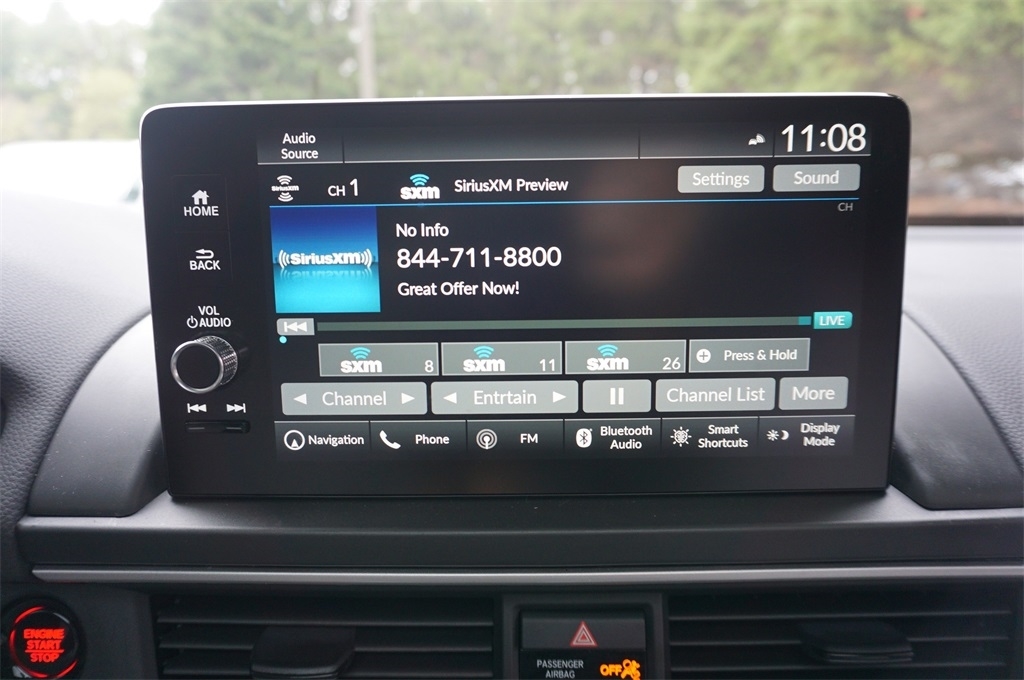 Audio
Source
11:08
SiriusXM
CH 1
sxm
SiriusXM Preview
Settings
Sound
CH
HOME
BACK
VOL
AUDIO
((SiriusXM))
No Info
844-711-8800
Great Offer Now!
LIVE
sxm 8
sxm 11
sxm 26
Press & Hold
Channel
Entrtain
Channel List
More
Navigation
Phone
FM
Bluetooth
Audio
Smart
Shortcuts
Display
Mode
ENGINE
START
STOP
PASSENGER
AIRBAG
OFF